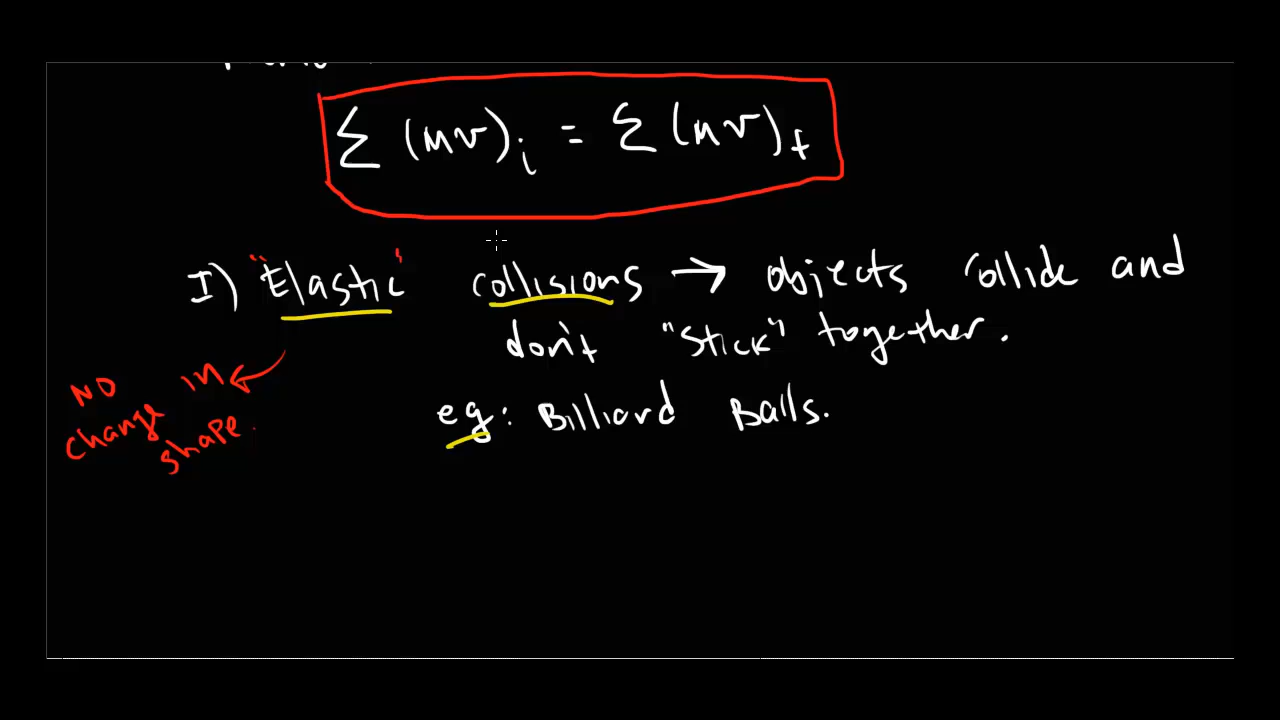 Σ (mv)i = Σ (mv)f
I) "Elastic" collisions → objects collide and
don't "stick" together.
NO
change in
shape.
eg: Billiard Balls.